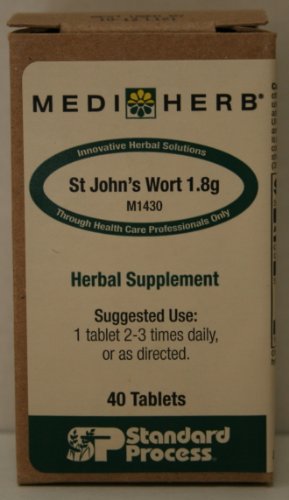 MEDI HERB®
Innovative Herbal Solutions
St John's Wort 1.8g
M1430
Through Health Care Professionals Only
Herbal Supplement
Suggested Use:
1 tablet 2-3 times daily,
or as directed.
40 Tablets
SP Standard
Process